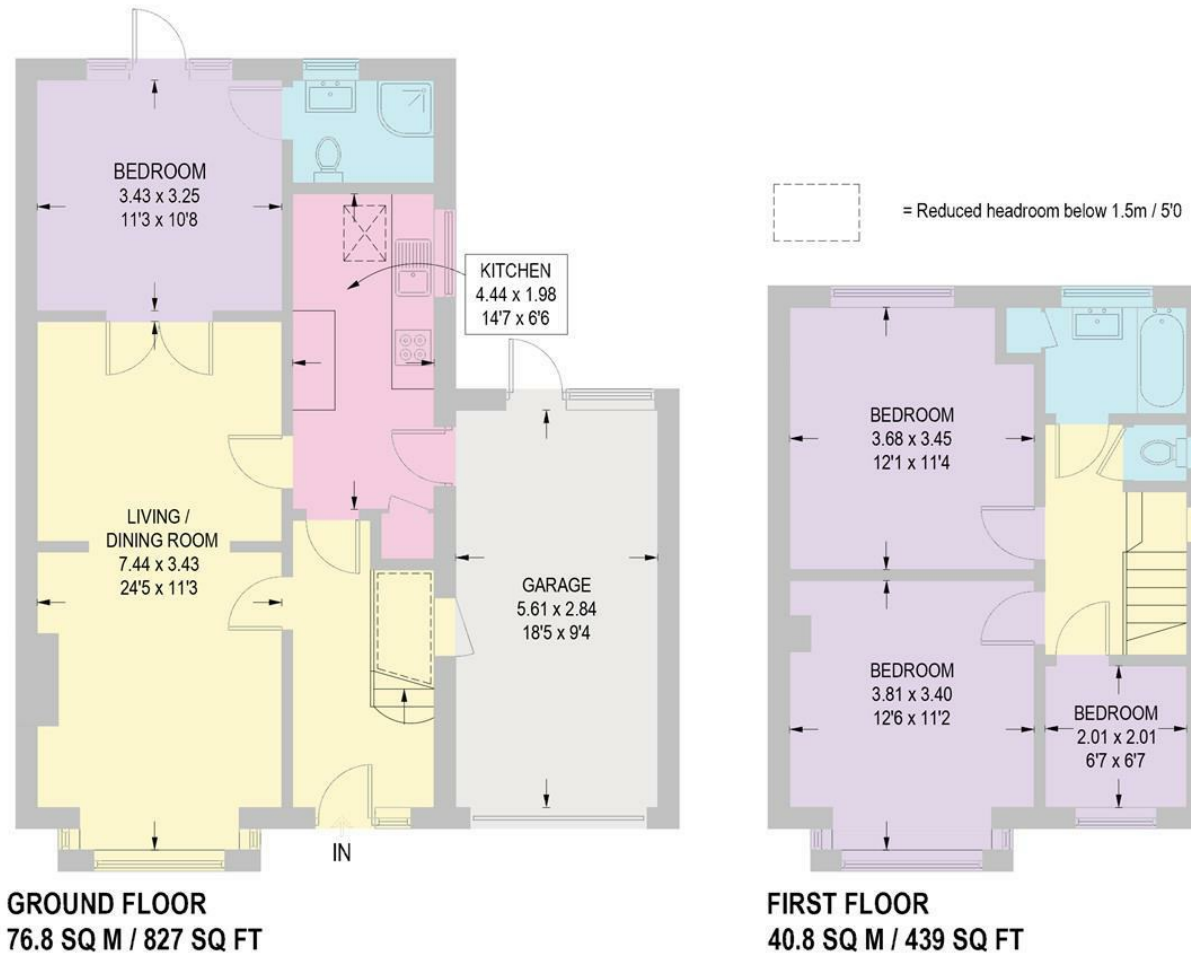 BEDROOM
3.43 x 3.25
11'3 x 10'8
= Reduced headroom below 1.5m / 5'0
KITCHEN
4.44 x 1.98
14'7 x 6'6
LIVING /
DINING ROOM
7.44 x 3.43
24'5 x 11'3
GARAGE
5.61 x 2.84
18'5 x 9'4
IN
GROUND FLOOR
76.8 SQ M / 827 SQ FT
BEDROOM
3.68 x 3.45
12'1 x 11'4
BEDROOM
3.81 x 3.40
12'6 x 11'2
BEDROOM
2.01 x 2.01
6'7 x 6'7
FIRST FLOOR
40.8 SQ M / 439 SQ FT